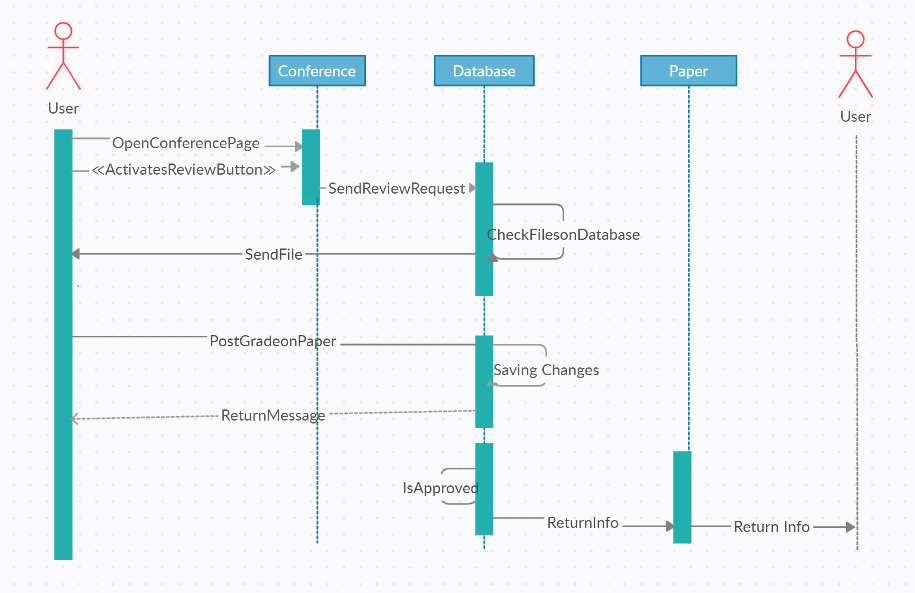 Conference
Database
Paper
User
User
OpenConferencePage
≪ActivatesReviewButton≫
SendReviewRequest
CheckFilesonDatabase
SendFile
PostGradeonPaper
Saving Changes
ReturnMessage
IsApproved
ReturnInfo
Return Info